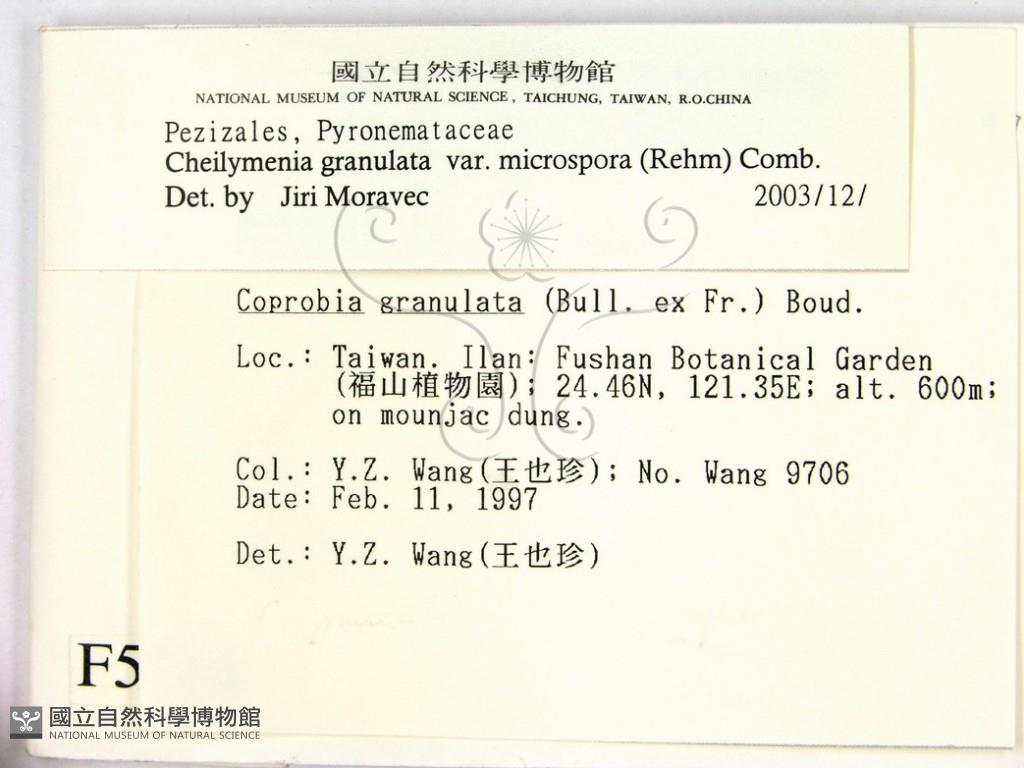 國立自然科學博物館
NATIONAL MUSEUM OF NATURAL SCIENCE, TAICHUNG, TAIWAN, R.O.CHINA
Pezizales, Pyronemataceae
Cheilymenia granulata var. microspora (Rehm) Comb.
Det. by Jiri Moravec 2003/12/
Coprobia granulata (Bull. ex Fr.) Boud.
Loc.: Taiwan. Ilan: Fushan Botanical Garden
(福山植物園); 24.46N, 121.35E; alt. 600m;
on mounjac dung.
Col.: Y.Z. Wang(王也珍); No. Wang 9706
Date: Feb. 11, 1997
Det.: Y.Z. Wang(王也珍)
F5
國立自然科學博物館
NATIONAL MUSEUM OF NATURAL SCIENCE